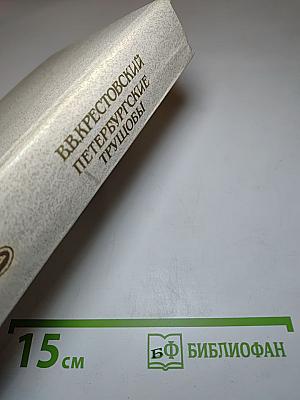 В.В.КРЕСТОВСКИЙ
ПЕТЕРБУРГСКИЕ
ТРУЩОБЫ
15 см
БФ БИБЛИОФАН